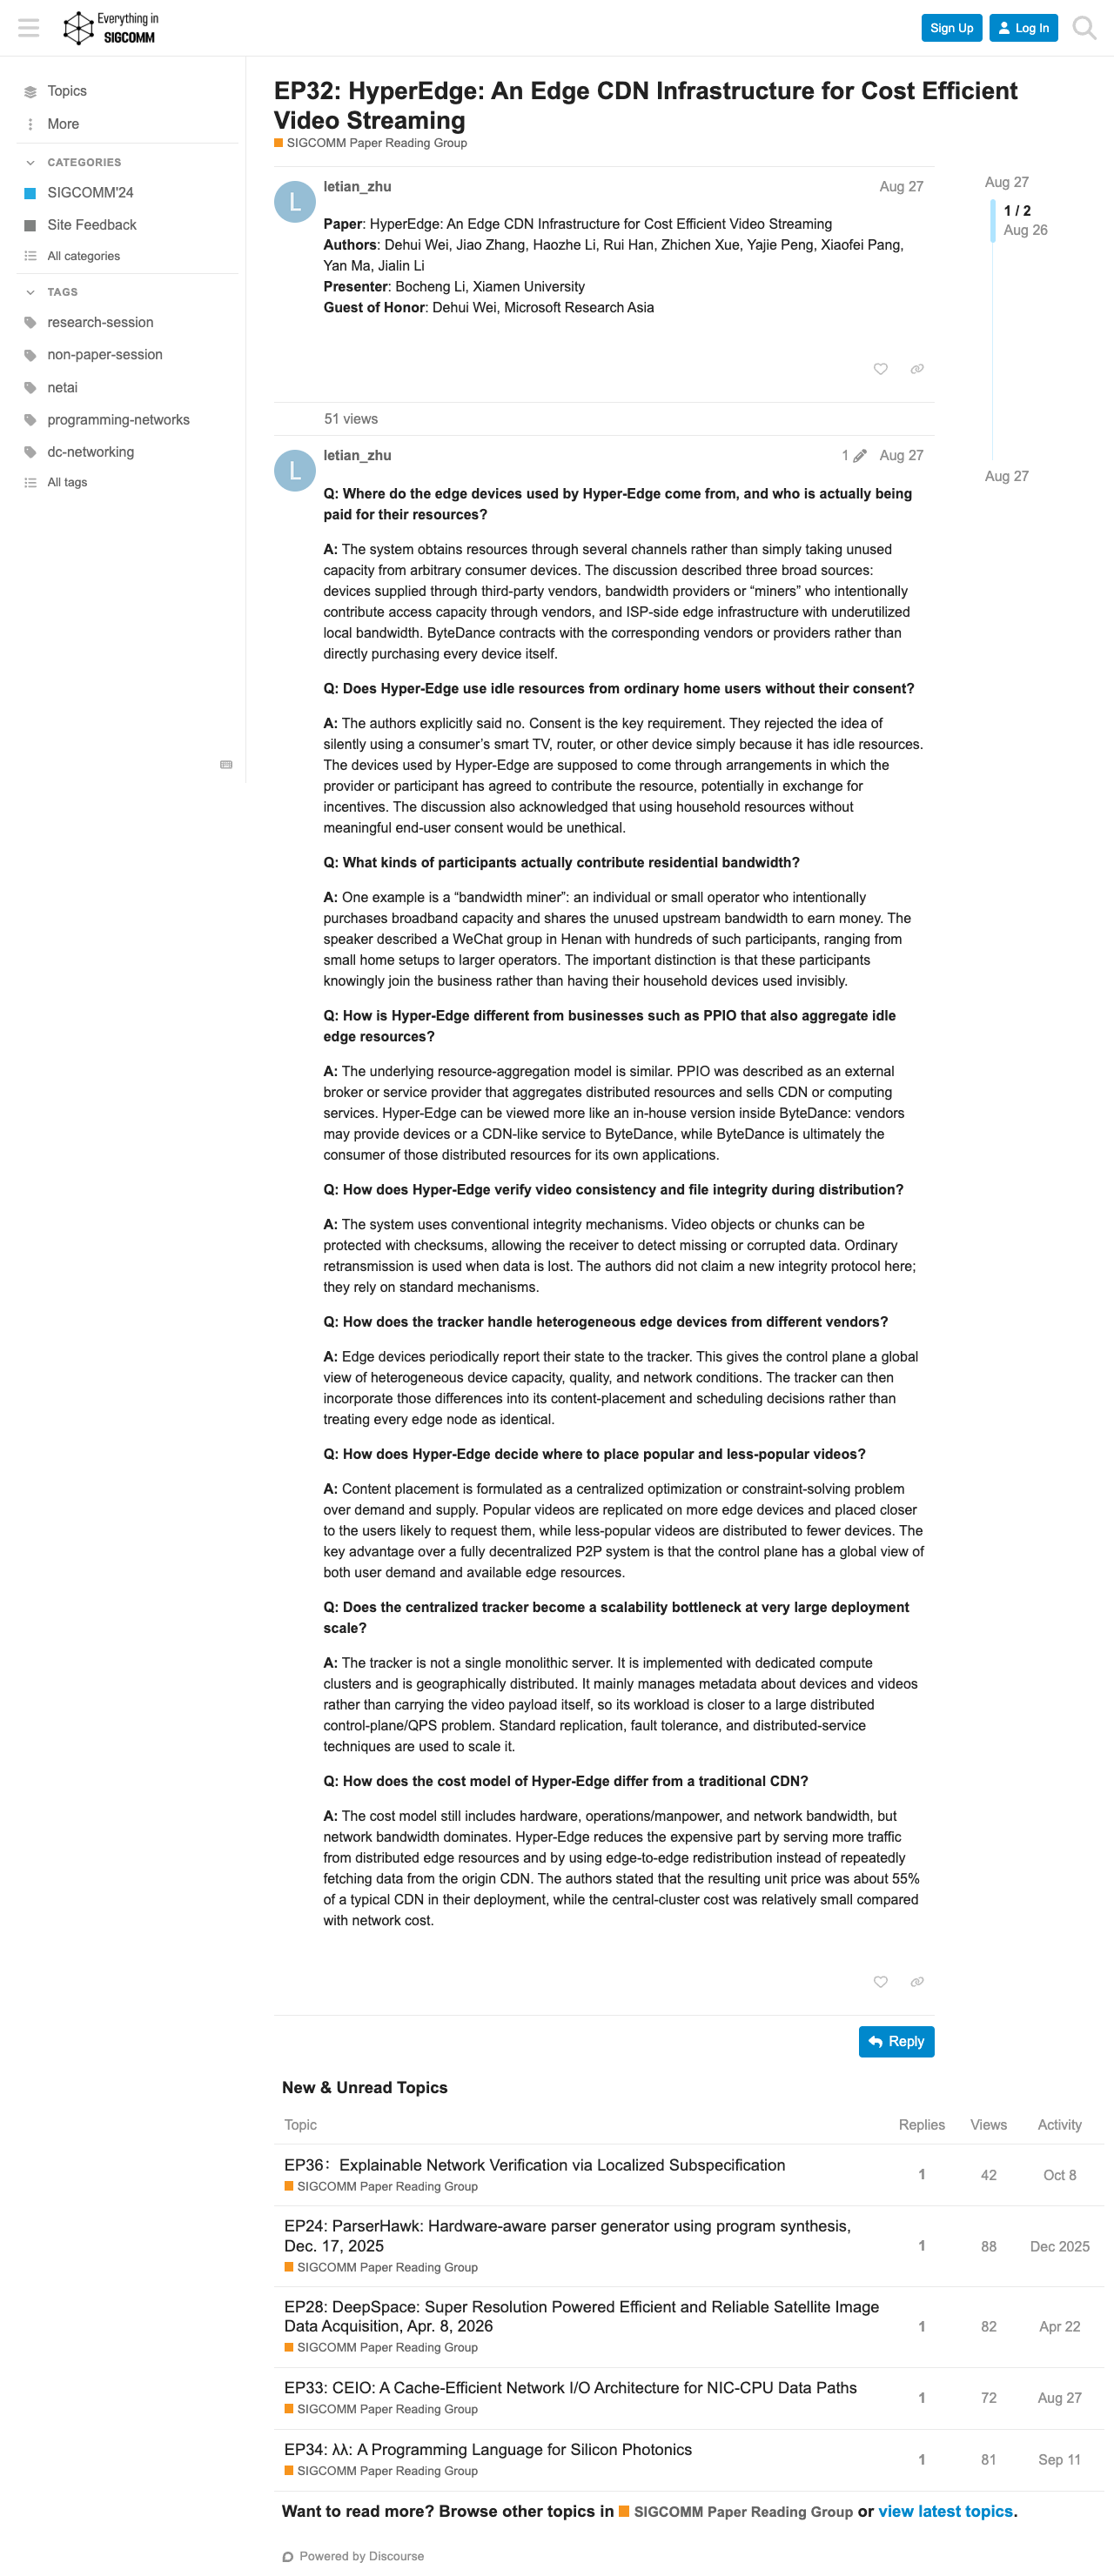 Everything in
SIGCOMM
Sign Up
Log In
Topics
More
CATEGORIES
SIGCOMM'24
Site Feedback
All categories
TAGS
research-session
non-paper-session
netai
programming-networks
dc-networking
All tags
EP32: HyperEdge: An Edge CDN Infrastructure for Cost Efficient
Video Streaming
SIGCOMM Paper Reading Group
L
letian_zhu
Aug 27
Paper: HyperEdge: An Edge CDN Infrastructure for Cost Efficient Video Streaming
Authors: Dehui Wei, Jiao Zhang, Haozhe Li, Rui Han, Zhichen Xue, Yajie Peng, Xiaofei Pang,
Yan Ma, Jialin Li
Presenter: Bocheng Li, Xiamen University
Guest of Honor: Dehui Wei, Microsoft Research Asia
Aug 27
1 / 2
Aug 26
Aug 27
51 views
L
letian_zhu
1
Aug 27
Q: Where do the edge devices used by Hyper-Edge come from, and who is actually being
paid for their resources?
A: The system obtains resources through several channels rather than simply taking unused
capacity from arbitrary consumer devices. The discussion described three broad sources:
devices supplied through third-party vendors, bandwidth providers or “miners” who intentionally
contribute access capacity through vendors, and ISP-side edge infrastructure with underutilized
local bandwidth. ByteDance contracts with the corresponding vendors or providers rather than
directly purchasing every device itself.
Q: Does Hyper-Edge use idle resources from ordinary home users without their consent?
A: The authors explicitly said no. Consent is the key requirement. They rejected the idea of
silently using a consumer’s smart TV, router, or other device simply because it has idle resources.
The devices used by Hyper-Edge are supposed to come through arrangements in which the
provider or participant has agreed to contribute the resource, potentially in exchange for
incentives. The discussion also acknowledged that using household resources without
meaningful end-user consent would be unethical.
Q: What kinds of participants actually contribute residential bandwidth?
A: One example is a “bandwidth miner”: an individual or small operator who intentionally
purchases broadband capacity and shares the unused upstream bandwidth to earn money. The
speaker described a WeChat group in Henan with hundreds of such participants, ranging from
small home setups to larger operators. The important distinction is that these participants
knowingly join the business rather than having their household devices used invisibly.
Q: How is Hyper-Edge different from businesses such as PPIO that also aggregate idle
edge resources?
A: The underlying resource-aggregation model is similar. PPIO was described as an external
broker or service provider that aggregates distributed resources and sells CDN or computing
services. Hyper-Edge can be viewed more like an in-house version inside ByteDance: vendors
may provide devices or a CDN-like service to ByteDance, while ByteDance is ultimately the
consumer of those distributed resources for its own applications.
Q: How does Hyper-Edge verify video consistency and file integrity during distribution?
A: The system uses conventional integrity mechanisms. Video objects or chunks can be
protected with checksums, allowing the receiver to detect missing or corrupted data. Ordinary
retransmission is used when data is lost. The authors did not claim a new integrity protocol here;
they rely on standard mechanisms.
Q: How does the tracker handle heterogeneous edge devices from different vendors?
A: Edge devices periodically report their state to the tracker. This gives the control plane a global
view of heterogeneous device capacity, quality, and network conditions. The tracker can then
incorporate those differences into its content-placement and scheduling decisions rather than
treating every edge node as identical.
Q: How does Hyper-Edge decide where to place popular and less-popular videos?
A: Content placement is formulated as a centralized optimization or constraint-solving problem
over demand and supply. Popular videos are replicated on more edge devices and placed closer
to the users likely to request them, while less-popular videos are distributed to fewer devices. The
key advantage over a fully decentralized P2P system is that the control plane has a global view of
both user demand and available edge resources.
Q: Does the centralized tracker become a scalability bottleneck at very large deployment
scale?
A: The tracker is not a single monolithic server. It is implemented with dedicated compute
clusters and is geographically distributed. It mainly manages metadata about devices and videos
rather than carrying the video payload itself, so its workload is closer to a large distributed
control-plane/QPS problem. Standard replication, fault tolerance, and distributed-service
techniques are used to scale it.
Q: How does the cost model of Hyper-Edge differ from a traditional CDN?
A: The cost model still includes hardware, operations/manpower, and network bandwidth, but
network bandwidth dominates. Hyper-Edge reduces the expensive part by serving more traffic
from distributed edge resources and by using edge-to-edge redistribution instead of repeatedly
fetching data from the origin CDN. The authors stated that the resulting unit price was about 55%
of a typical CDN in their deployment, while the central-cluster cost was relatively small compared
with network cost.
Reply
New & Unread Topics
Topic Replies Views Activity
EP36：Explainable Network Verification via Localized Subspecification
SIGCOMM Paper Reading Group
1 42 Oct 8
EP24: ParserHawk: Hardware-aware parser generator using program synthesis,
Dec. 17, 2025
SIGCOMM Paper Reading Group
1 88 Dec 2025
EP28: DeepSpace: Super Resolution Powered Efficient and Reliable Satellite Image
Data Acquisition, Apr. 8, 2026
SIGCOMM Paper Reading Group
1 82 Apr 22
EP33: CEIO: A Cache-Efficient Network I/O Architecture for NIC-CPU Data Paths
SIGCOMM Paper Reading Group
1 72 Aug 27
EP34: λλ: A Programming Language for Silicon Photonics
SIGCOMM Paper Reading Group
1 81 Sep 11
Want to read more? Browse other topics in SIGCOMM Paper Reading Group or view latest topics.
Powered by Discourse